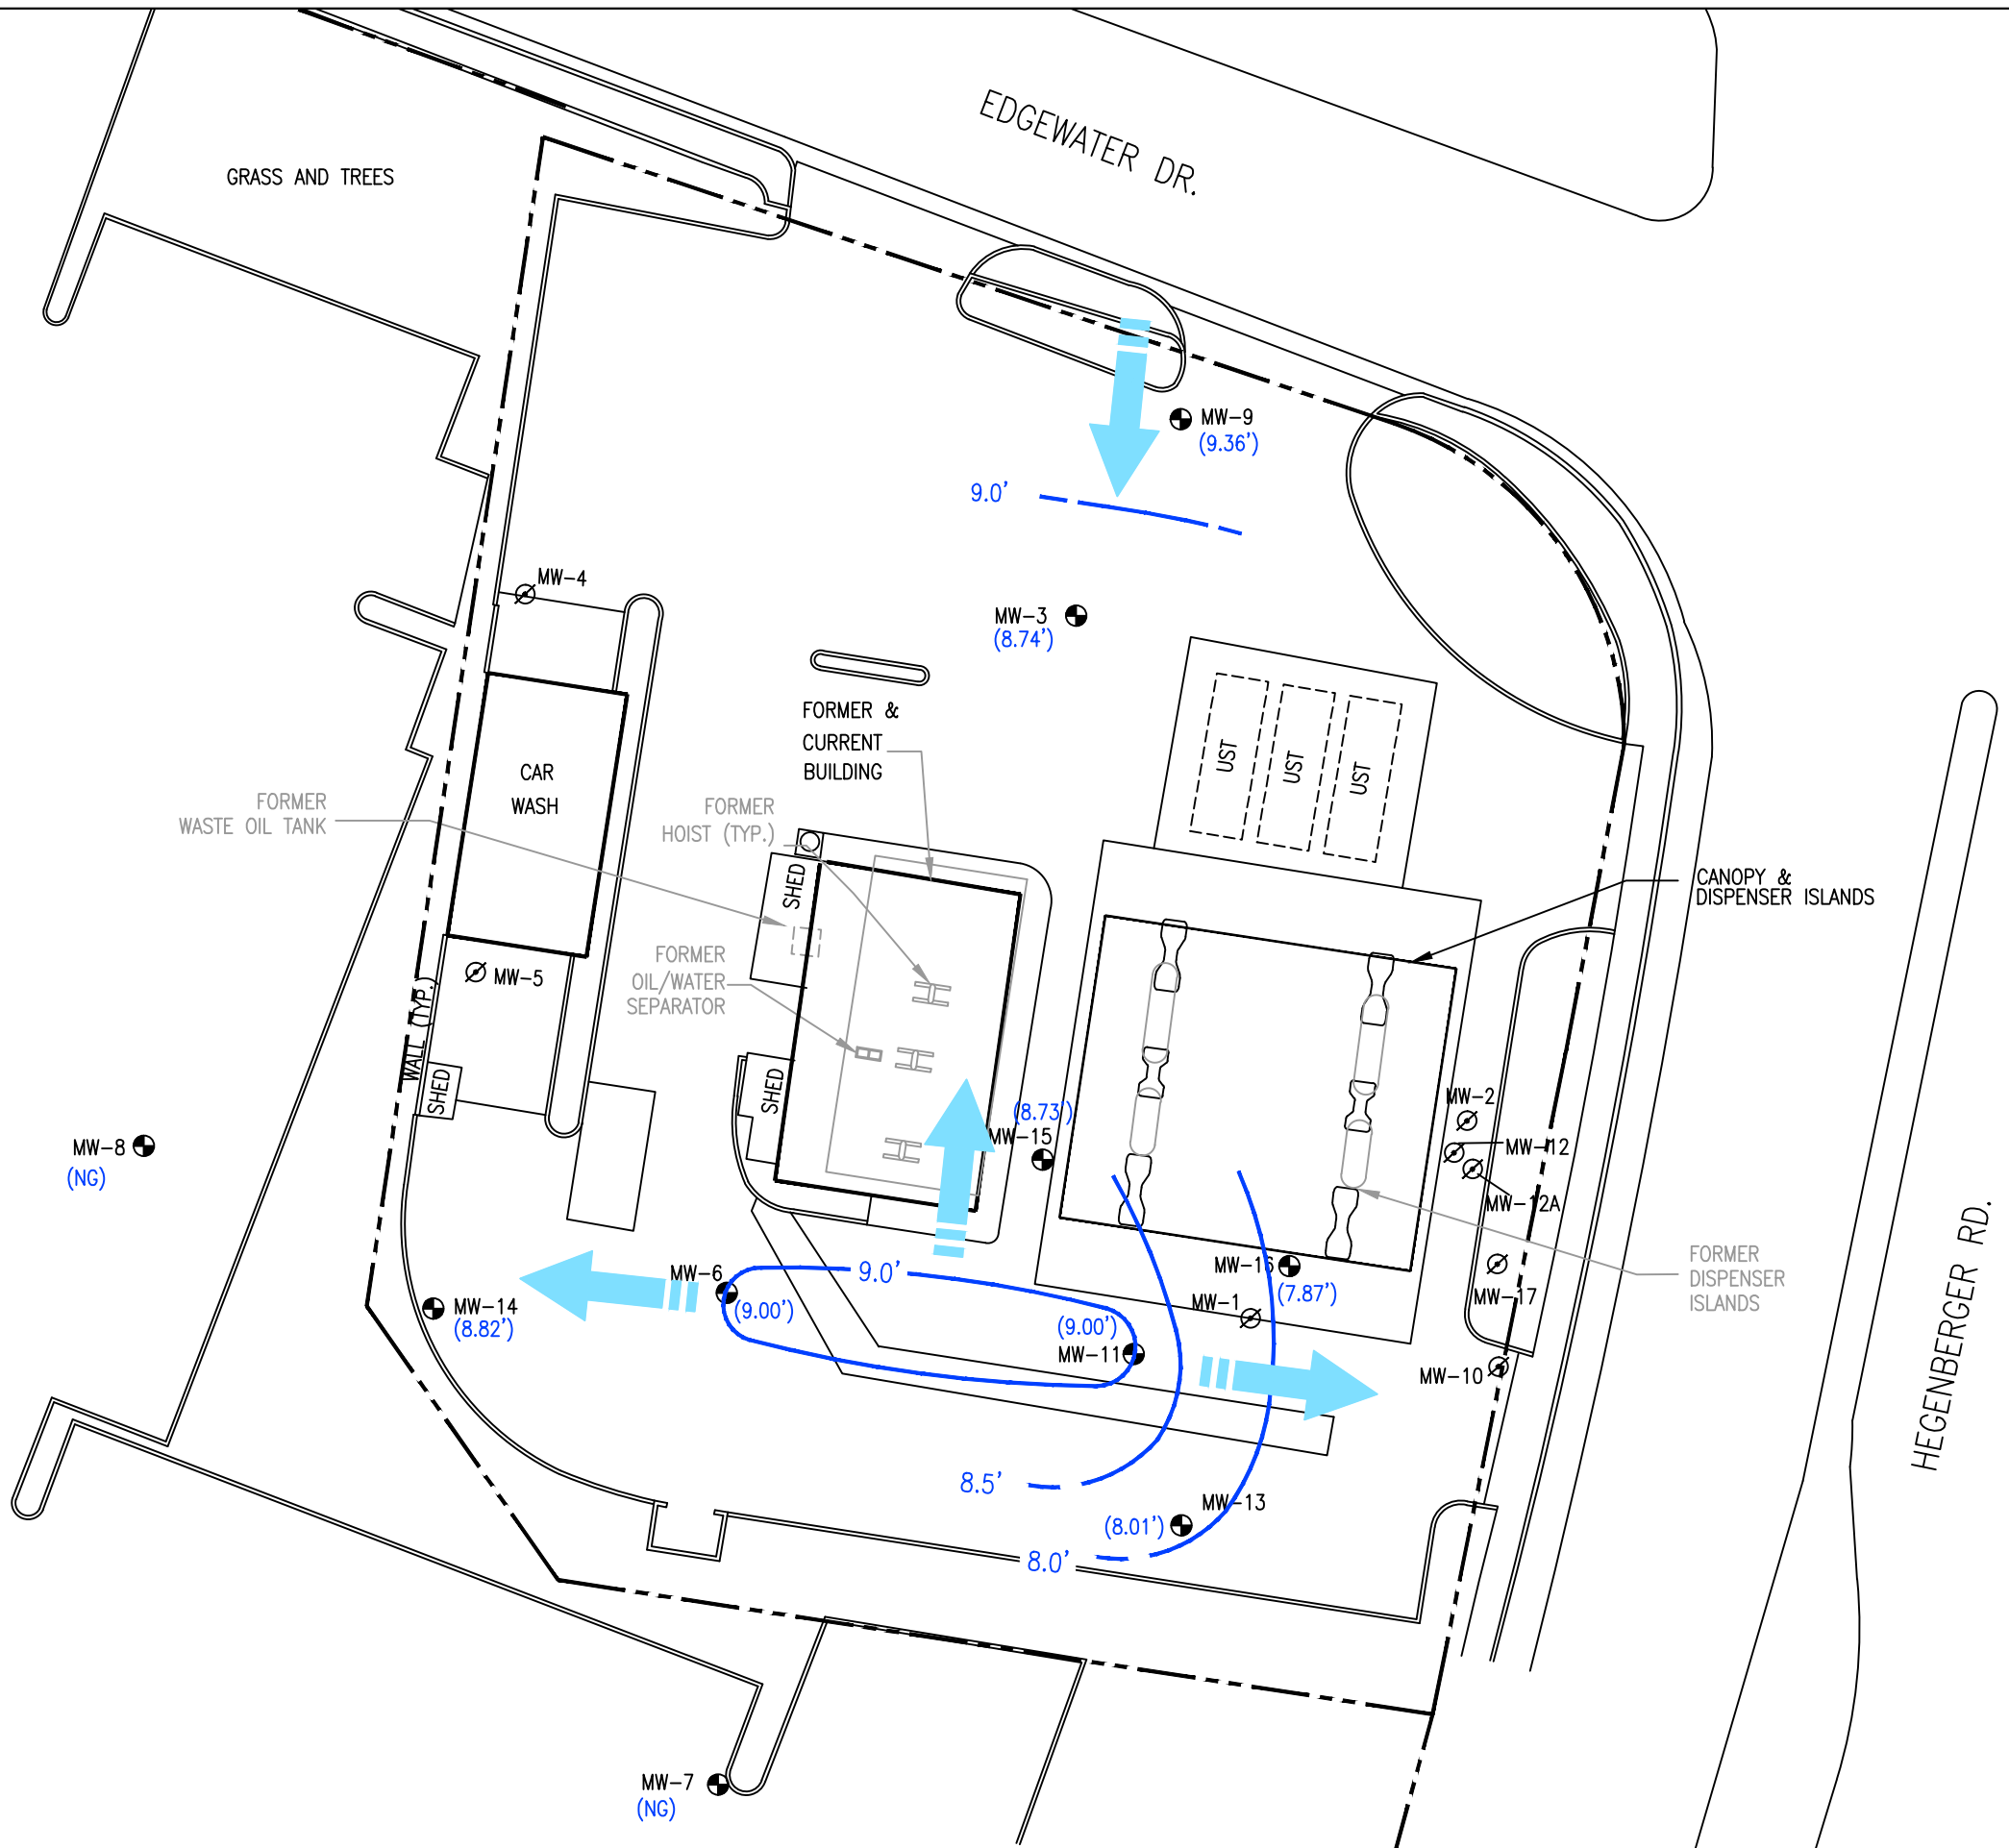 EDGEWATER DR.
GRASS AND TREES
MW-9
(9.36')
9.0'
MW-4
MW-3
(8.74')
FORMER &
CURRENT
BUILDING
UST
UST
UST
CAR
WASH
FORMER
WASTE OIL TANK
FORMER
HOIST (TYP.)
SHED
CANOPY &
DISPENSER ISLANDS
FORMER
OIL/WATER
SEPARATOR
MW-5
WALL (TYP.)
SHED
SHED
(8.73')
MW-15
MW-2
MW-12
MW-12A
MW-8
(NG)
HEGENBERGER RD.
FORMER
DISPENSER
ISLANDS
MW-6
(9.00')
9.0'
MW-16
(7.87')
MW-17
MW-1
MW-14
(8.82')
(9.00')
MW-11
MW-10
8.5'
MW-13
(8.01')
8.0'
MW-7
(NG)